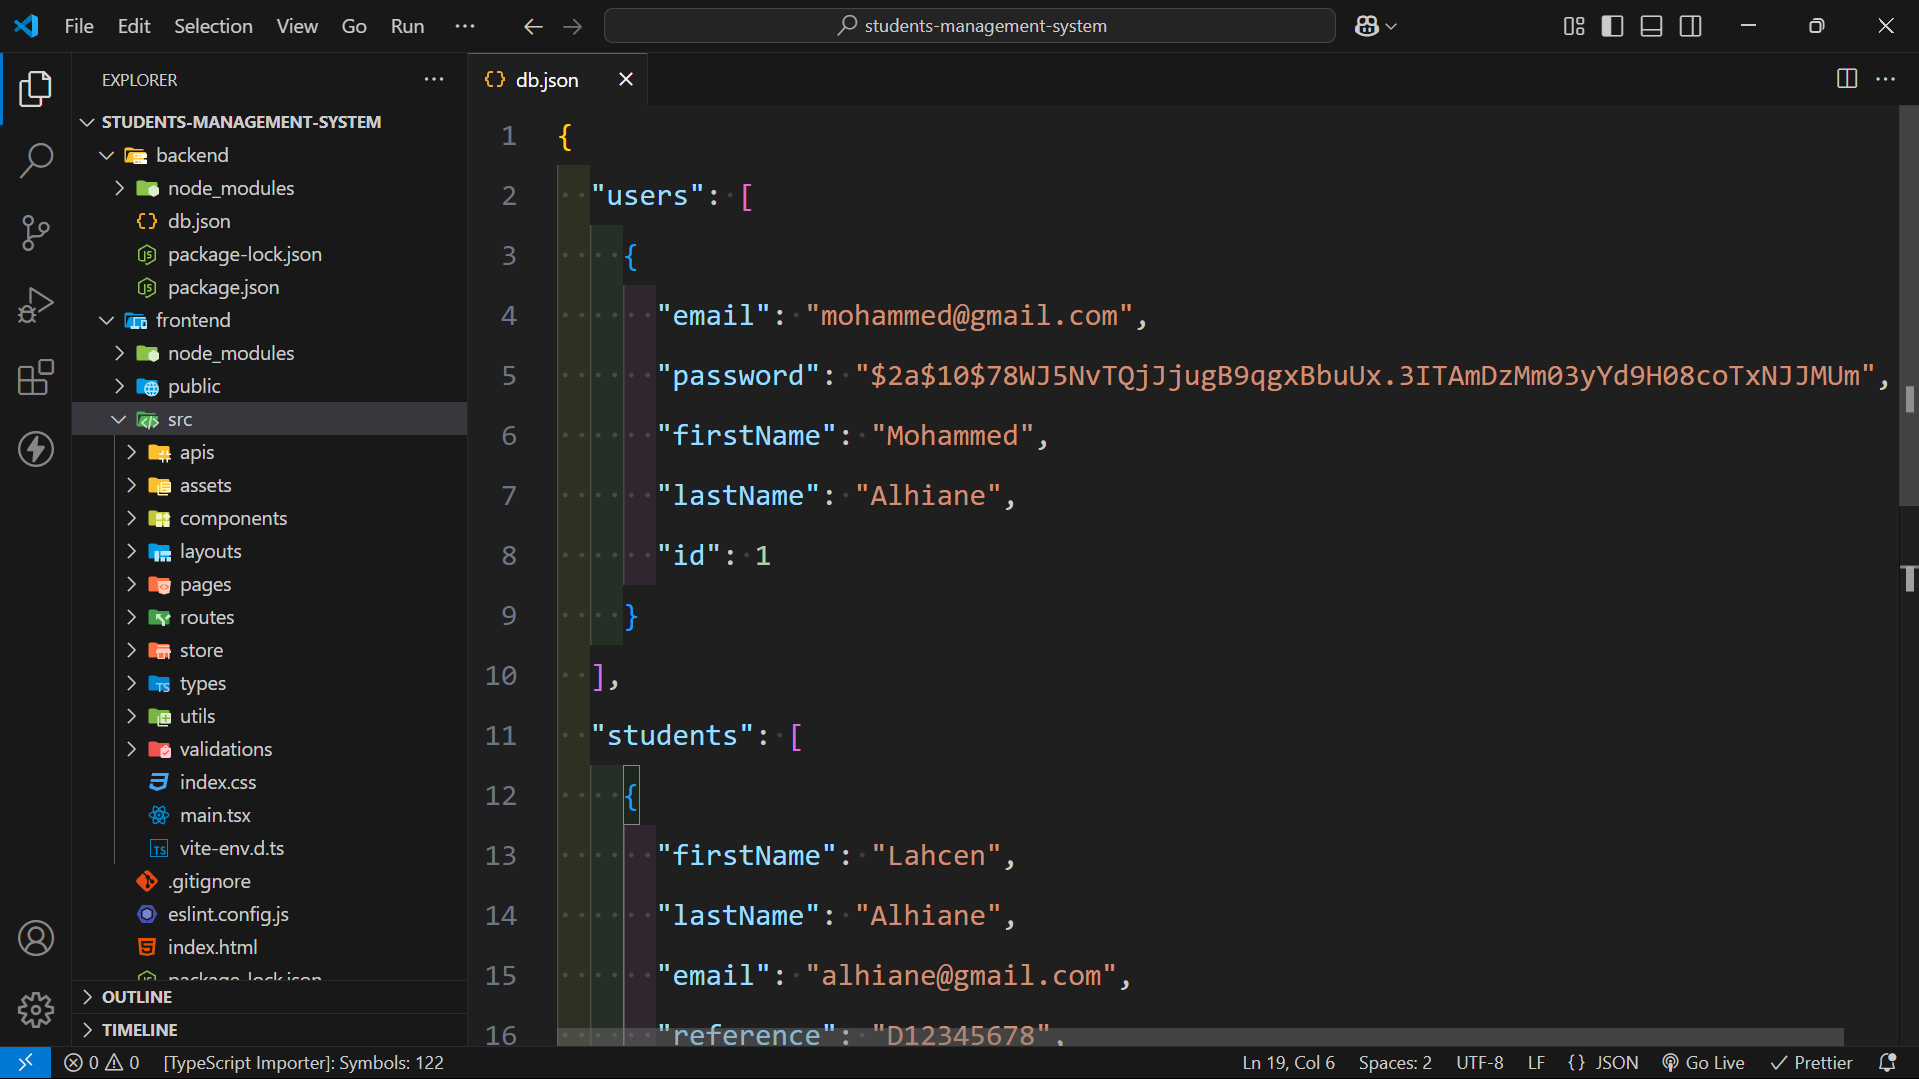 File Edit Selection View Go Run ··· students-management-system
EXPLORER ···
STUDENTS-MANAGEMENT-SYSTEM
backend
node_modules
db.json
package-lock.json
package.json
frontend
node_modules
public
src
apis
assets
components
layouts
pages
routes
store
types
utils
validations
index.css
main.tsx
vite-env.d.ts
.gitignore
eslint.config.js
index.html
package-lock.json
OUTLINE
TIMELINE
db.json
1 {
2 "users": [
3 {
4 "email": "mohammed@gmail.com",
5 "password": "$2a$10$78WJ5NvTQjJjugB9qgxBbuUx.3ITAmDzMm03yYd9H08coTxNJJMUm",
6 "firstName": "Mohammed",
7 "lastName": "Alhiane",
8 "id": 1
9 }
10 ],
11 "students": [
12 {
13 "firstName": "Lahcen",
14 "lastName": "Alhiane",
15 "email": "alhiane@gmail.com",
16 "reference": "D12345678",
0 0 [TypeScript Importer]: Symbols: 122 Ln 19, Col 6 Spaces: 2 UTF-8 LF {} JSON Go Live Prettier